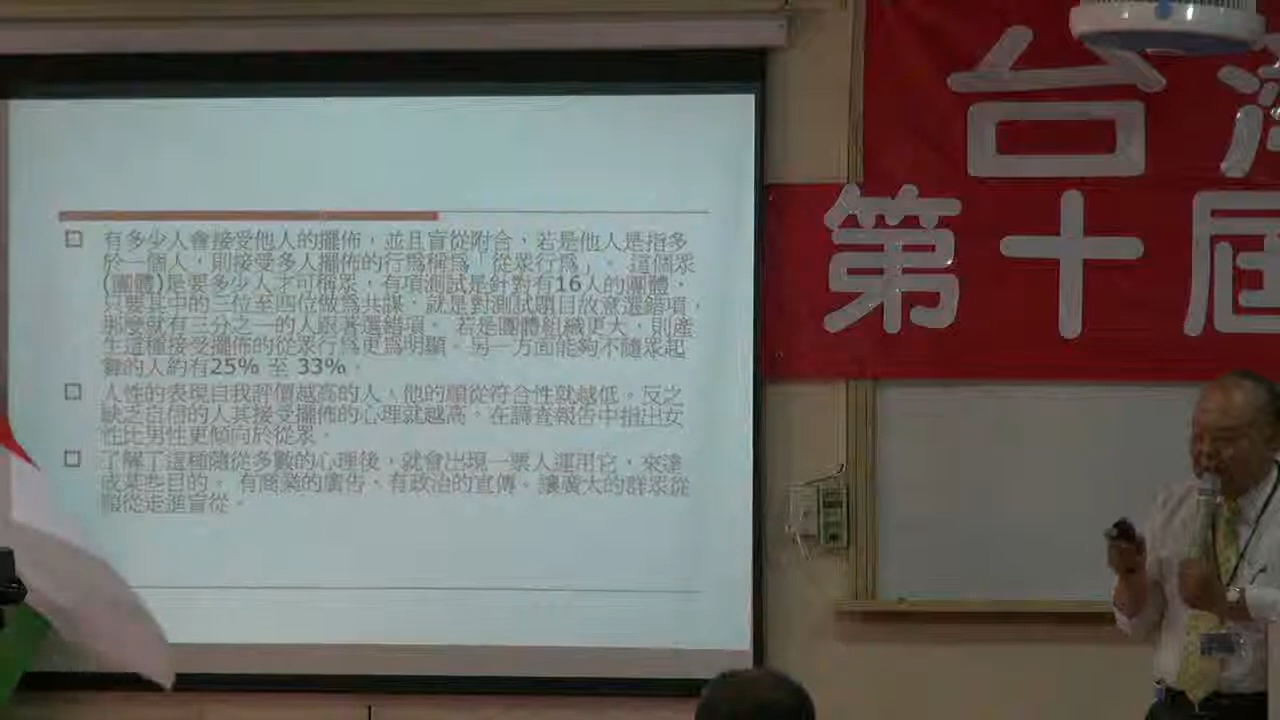 台灣
第十屆
有多少人會接受他人的擺佈，並且盲從附合，若是他人是指多
於一個人，則接受多人擺佈的行為稱為「從眾行為」。這個眾
(團體)是要多少人才可稱眾，有項測試是針對有16人的團體，
只要其中的三位至四位做為共謀，就是對測試題目故意選錯項，
那麼就有三分之一的人跟著選錯項。若是團體組織更大，則產
生這種接受擺佈的從眾行為更為明顯。另一方面能夠不隨眾起
舞的人約有25% 至 33%。
人性的表現自我評價越高的人，他的順從符合性就越低。反之
缺乏自信的人其接受擺佈的心理就越高。在調查報告中指出女
性比男性更傾向於從眾。
了解了這種隨從多數的心理後，就會出現一票人運用它，來達
成某些目的。有商業的廣告、有政治的宣傳。讓廣大的群眾從
服從走進盲從。